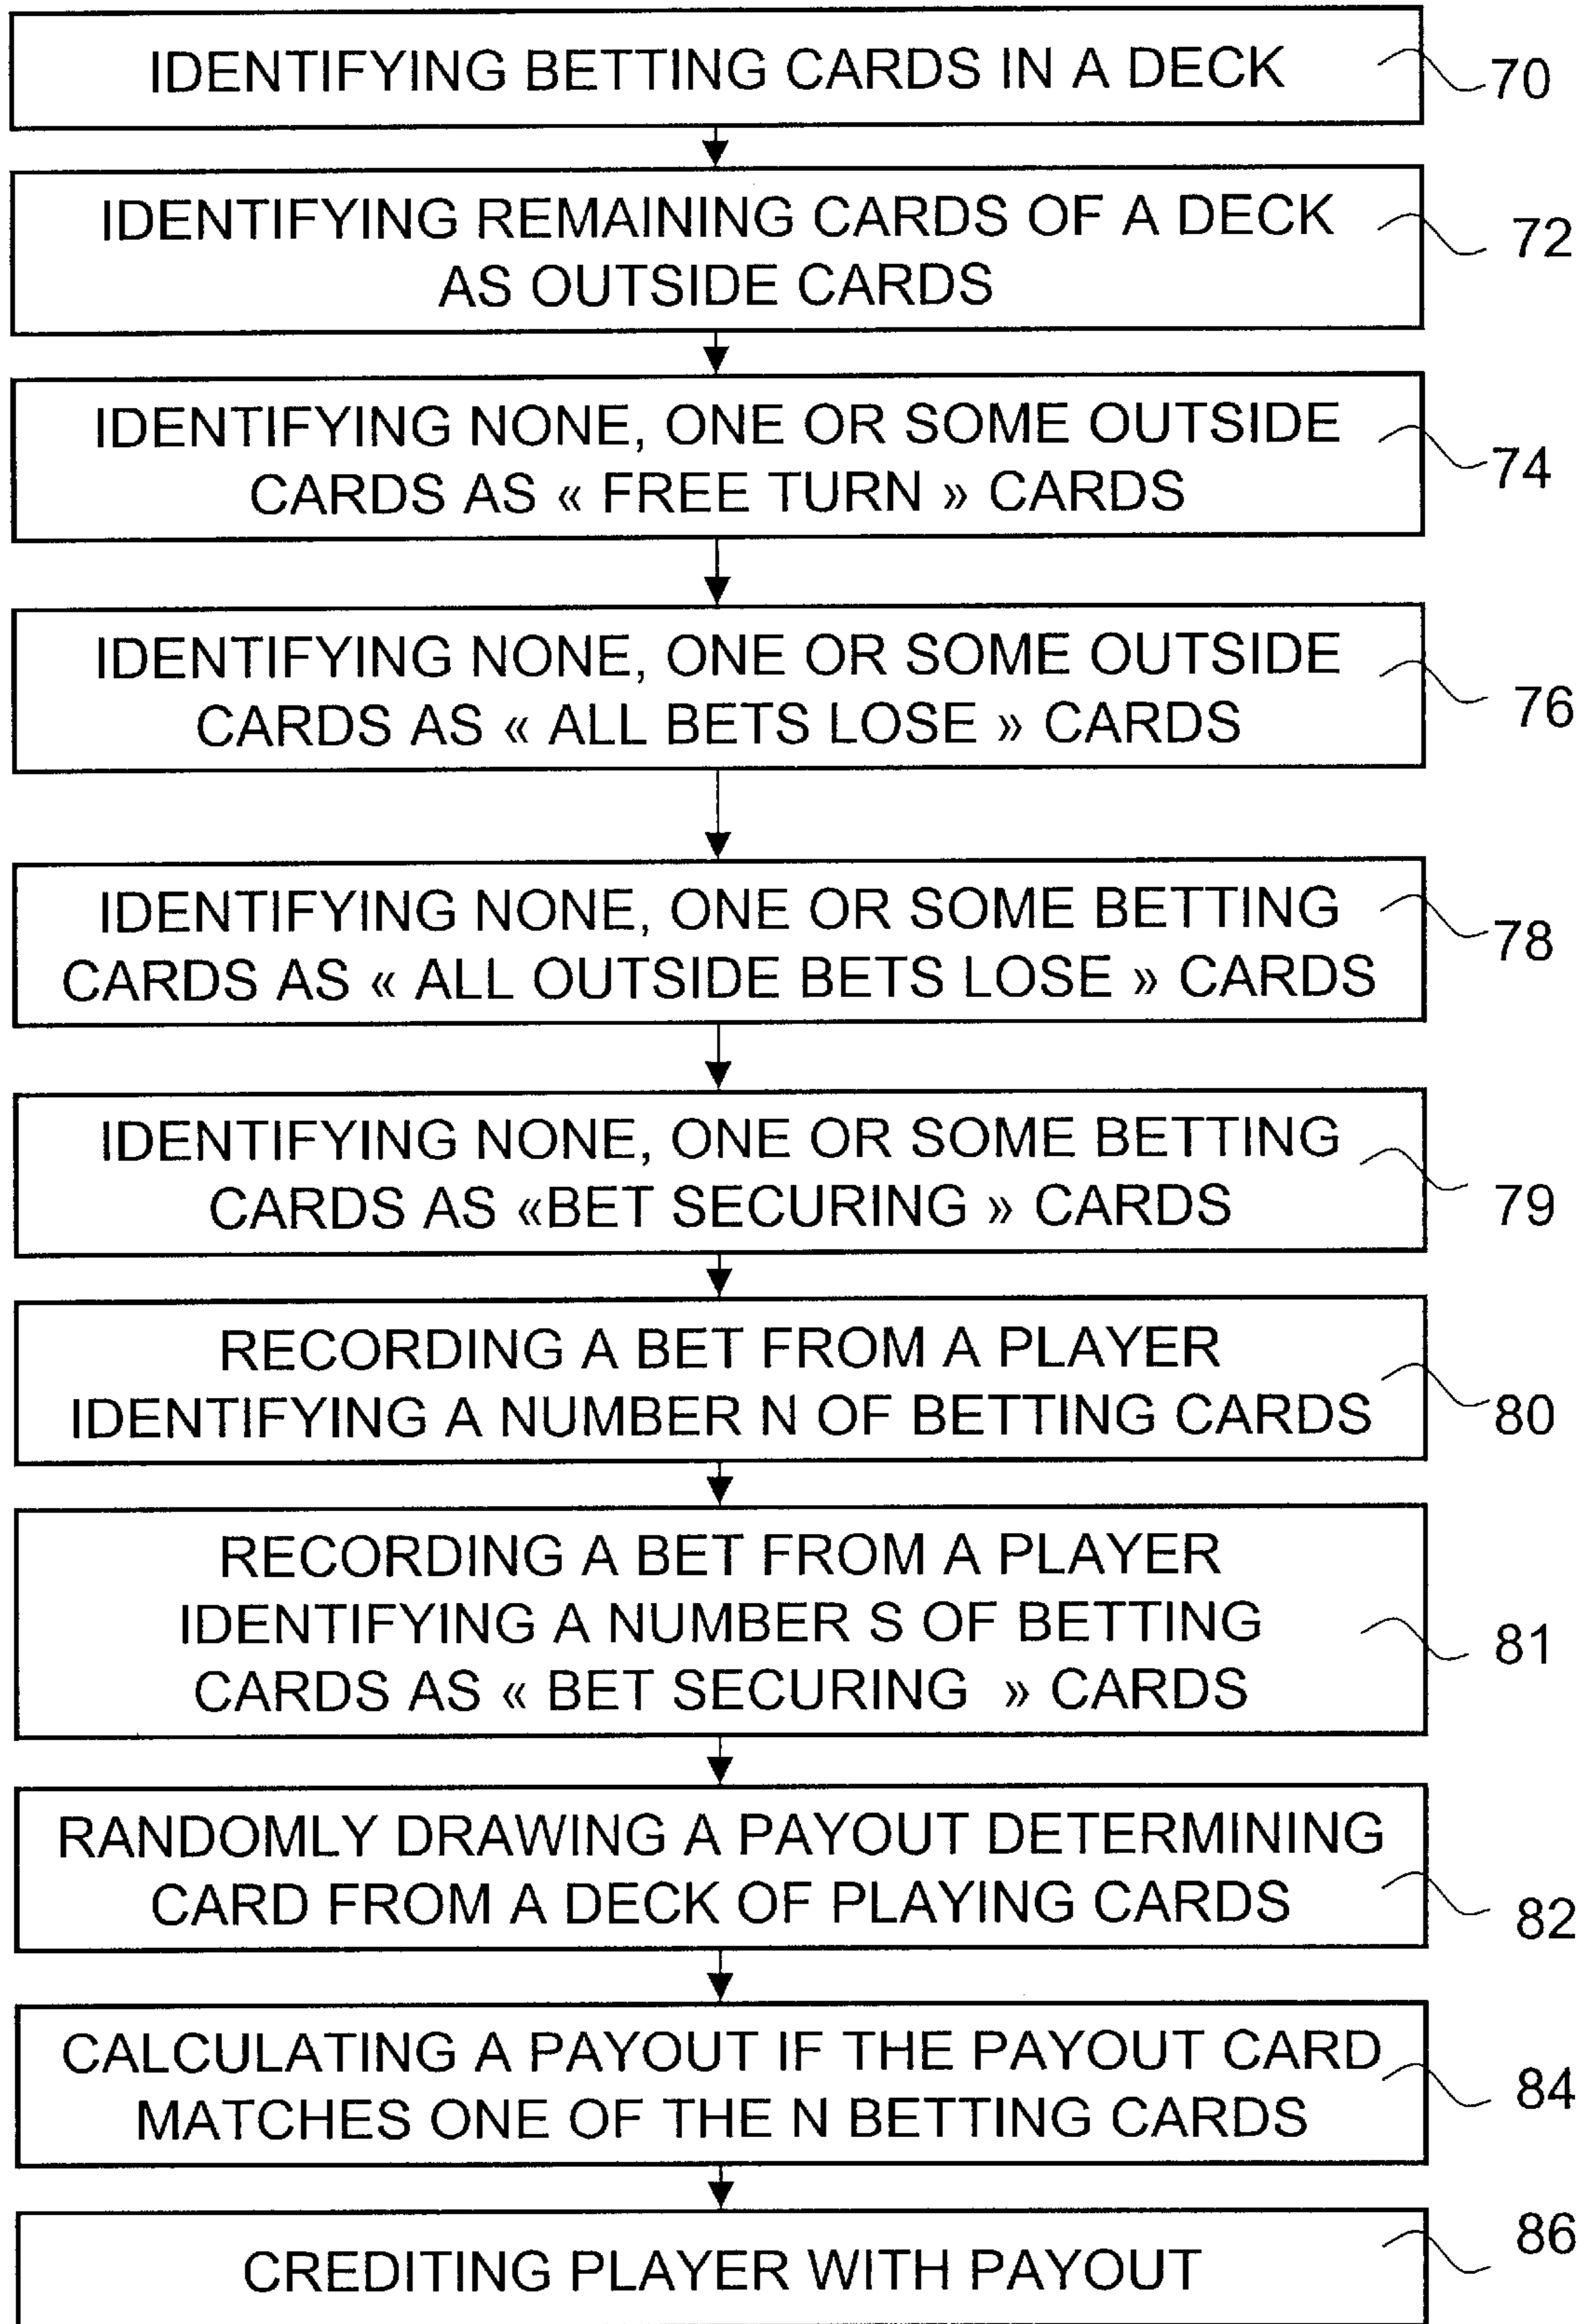 IDENTIFYING BETTING CARDS IN A DECK
70
IDENTIFYING REMAINING CARDS OF A DECK
AS OUTSIDE CARDS
72
IDENTIFYING NONE, ONE OR SOME OUTSIDE
CARDS AS « FREE TURN » CARDS
74
IDENTIFYING NONE, ONE OR SOME OUTSIDE
CARDS AS « ALL BETS LOSE » CARDS
76
IDENTIFYING NONE, ONE OR SOME BETTING
CARDS AS « ALL OUTSIDE BETS LOSE » CARDS
78
IDENTIFYING NONE, ONE OR SOME BETTING
CARDS AS «BET SECURING » CARDS
79
RECORDING A BET FROM A PLAYER
IDENTIFYING A NUMBER N OF BETTING CARDS
80
RECORDING A BET FROM A PLAYER
IDENTIFYING A NUMBER S OF BETTING
CARDS AS « BET SECURING » CARDS
81
RANDOMLY DRAWING A PAYOUT DETERMINING
CARD FROM A DECK OF PLAYING CARDS
82
CALCULATING A PAYOUT IF THE PAYOUT CARD
MATCHES ONE OF THE N BETTING CARDS
84
CREDITING PLAYER WITH PAYOUT
86